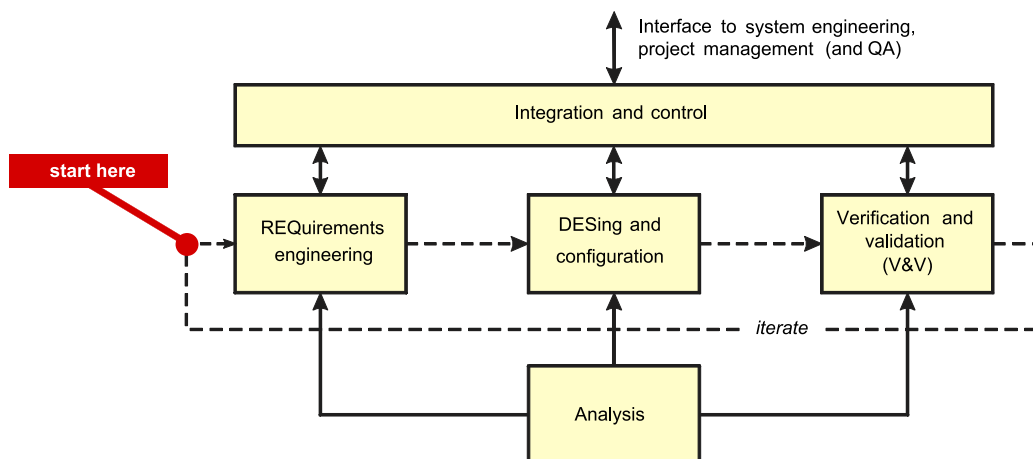 Interface to system engineering,
project management (and QA)
Integration and control
start here
REQuirements
engineering
DESing and
configuration
Verification and
validation
(V&V)
iterate
Analysis